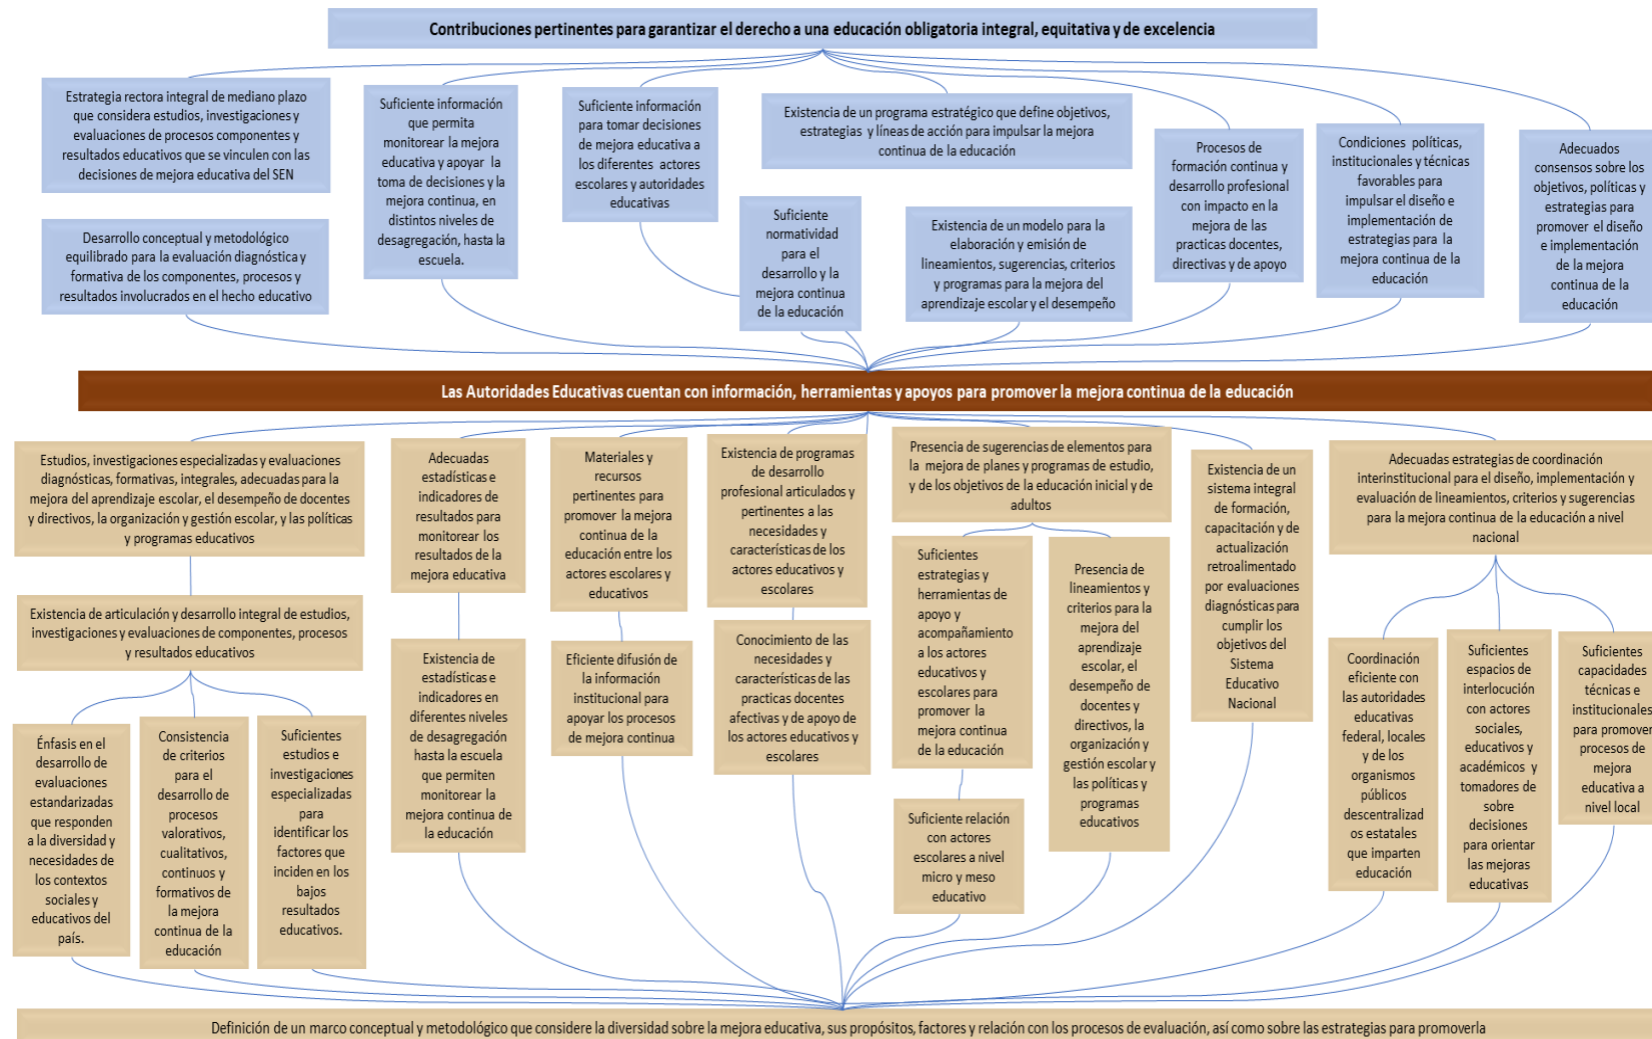 Contribuciones pertinentes para garantizar el derecho a una educación obligatoria integral, equitativa y de excelencia
Estrategia rectora integral de mediano plazo
que considera estudios, investigaciones y
evaluaciones de procesos componentes y
resultados educativos que se vinculen con las
decisiones de mejora educativa del SEN
Desarrollo conceptual y metodológico
equilibrado para la evaluación diagnóstica y
formativa de los componentes, procesos y
resultados involucrados en el hecho educativo
Suficiente información
que permita
monitorear la mejora
educativa y apoyar la
toma de decisiones y la
mejora continua, en
distintos niveles de
desagregación, hasta la
escuela.
Suficiente información
para tomar decisiones
de mejora educativa a
los diferentes actores
escolares y autoridades
educativas
Suficiente
normatividad
para el
desarrollo y la
mejora continua
de la educación
Existencia de un programa estratégico que define objetivos,
estrategias y líneas de acción para impulsar la mejora
continua de la educación
Existencia de un modelo para la
elaboración y emisión de
lineamientos, sugerencias, criterios
y programas para la mejora del
aprendizaje escolar y el desempeño
Procesos de
formación continua y
desarrollo profesional
con impacto en la
mejora de las
practicas docentes,
directivas y de apoyo
Condiciones políticas,
institucionales y técnicas
favorables para
impulsar el diseño e
implementación de
estrategias para la
mejora continua de la
educación
Adecuados
consensos sobre los
objetivos, políticas y
estrategias para
promover el diseño
e implementación
de la mejora
continua de la
educación
Las Autoridades Educativas cuentan con información, herramientas y apoyos para promover la mejora continua de la educación
Estudios, investigaciones especializadas y evaluaciones
diagnósticas, formativas, integrales, adecuadas para la
mejora del aprendizaje escolar, el desempeño de docentes
y directivos, la organización y gestión escolar, y las políticas
y programas educativos
Existencia de articulación y desarrollo integral de estudios,
investigaciones y evaluaciones de componentes, procesos
y resultados educativos
Énfasis en el
desarrollo de
evaluaciones
estandarizadas
que responden
a la diversidad y
necesidades de
los contextos
sociales y
educativos del
país.
Consistencia
de criterios
para el
desarrollo de
procesos
valorativos,
cualitativos,
continuos y
formativos de
la mejora
continua de la
educación
Suficientes
estudios e
investigaciones
especializadas
para
identificar los
factores que
inciden en los
bajos
resultados
educativos.
Adecuadas
estadísticas e
indicadores de
resultados para
monitorear los
resultados de la
mejora educativa
Existencia de
estadísticas e
indicadores en
diferentes niveles
de desagregación
hasta la escuela
que permiten
monitorear la
mejora continua de
la educación
Materiales y
recursos
pertinentes para
promover la mejora
continua de la
educación entre los
actores escolares y
educativos
Eficiente difusión de
la información
institucional para
apoyar los procesos
de mejora continua
Existencia de programas
de desarrollo
profesional articulados y
pertinentes a las
necesidades y
características de los
actores educativos y
escolares
Conocimiento de las
necesidades y
características de las
practicas docentes
afectivas y de apoyo de
los actores educativos y
escolares
Presencia de sugerencias de elementos para
la mejora de planes y programas de estudio,
y de los objetivos de la educación inicial y de
adultos
Suficientes
estrategias y
herramientas de
apoyo y
acompañamiento
a los actores
educativos y
escolares para
promover la
mejora continua
de la educación
Suficiente relación
con actores
escolares a nivel
micro y meso
educativo
Presencia de
lineamientos y
criterios para la
mejora del
aprendizaje
escolar, el
desempeño de
docentes y
directivos, la
organización y
gestión escolar y
las políticas y
programas
educativos
Existencia de un
sistema integral
de formación,
capacitación y de
actualización
retroalimentado
por evaluaciones
diagnósticas para
cumplir los
objetivos del
Sistema
Educativo
Nacional
Adecuadas estrategias de coordinación
interinstitucional para el diseño, implementación y
evaluación de lineamientos, criterios y sugerencias
para la mejora continua de la educación a nivel
nacional
Coordinación
eficiente con
las autoridades
educativas
federal, locales
y de los
organismos
públicos
descentralizad
os estatales
que imparten
educación
Suficientes
espacios de
interlocución
con actores
sociales,
educativos y
académicos y
tomadores de
sobre
decisiones
para orientar
las mejoras
educativas
Suficientes
capacidades
técnicas e
institucionales
para promover
procesos de
mejora
educativa a
nivel local
Definición de un marco conceptual y metodológico que considere la diversidad sobre la mejora educativa, sus propósitos, factores y relación con los procesos de evaluación, así como sobre las estrategias para promoverla